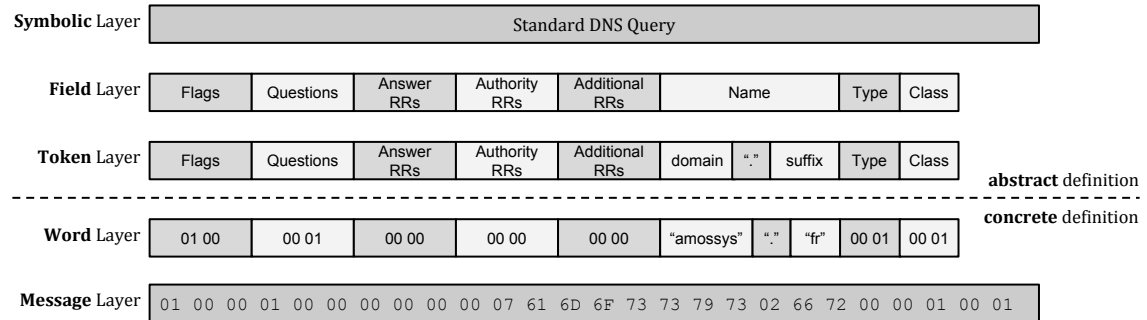 Symbolic Layer Standard DNS Query
Field Layer Flags Questions Answer RRs Authority RRs Additional RRs Name Type Class
Token Layer Flags Questions Answer RRs Authority RRs Additional RRs domain “.” suffix Type Class
abstract definition
concrete definition
Word Layer 01 00 00 01 00 00 00 00 00 00 “amossys” “.” “fr” 00 01 00 01
Message Layer 01 00 00 01 00 00 00 00 00 00 07 61 6D 6F 73 73 79 73 02 66 72 00 00 01 00 01